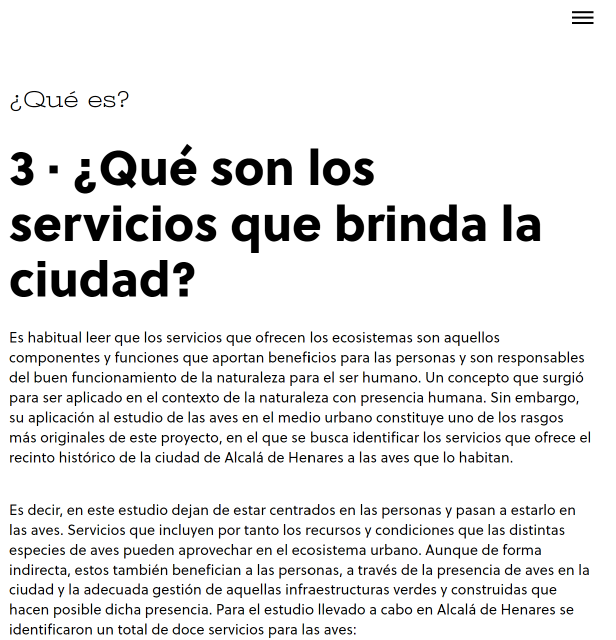 ¿Qué es?
3 · ¿Qué son los
servicios que brinda la
ciudad?
Es habitual leer que los servicios que ofrecen los ecosistemas son aquellos
componentes y funciones que aportan beneficios para las personas y son responsables
del buen funcionamiento de la naturaleza para el ser humano. Un concepto que surgió
para ser aplicado en el contexto de la naturaleza con presencia humana. Sin embargo,
su aplicación al estudio de las aves en el medio urbano constituye uno de los rasgos
más originales de este proyecto, en el que se busca identificar los servicios que ofrece el
recinto histórico de la ciudad de Alcalá de Henares a las aves que lo habitan.
Es decir, en este estudio dejan de estar centrados en las personas y pasan a estarlo en
las aves. Servicios que incluyen por tanto los recursos y condiciones que las distintas
especies de aves pueden aprovechar en el ecosistema urbano. Aunque de forma
indirecta, estos también benefician a las personas, a través de la presencia de aves en la
ciudad y la adecuada gestión de aquellas infraestructuras verdes y construidas que
hacen posible dicha presencia. Para el estudio llevado a cabo en Alcalá de Henares se
identificaron un total de doce servicios para las aves: